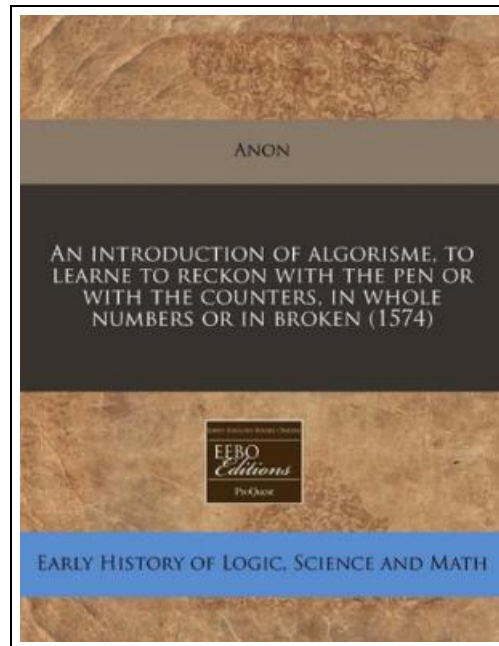 ANON
AN INTRODUCTION OF ALGORISME, TO
LEARNE TO RECKON WITH THE PEN OR
WITH THE COUNTERS, IN WHOLE
NUMBERS OR IN BROKEN (1574)
EEBO
Editions
ProQuest
EARLY HISTORY OF LOGIC, SCIENCE AND MATH